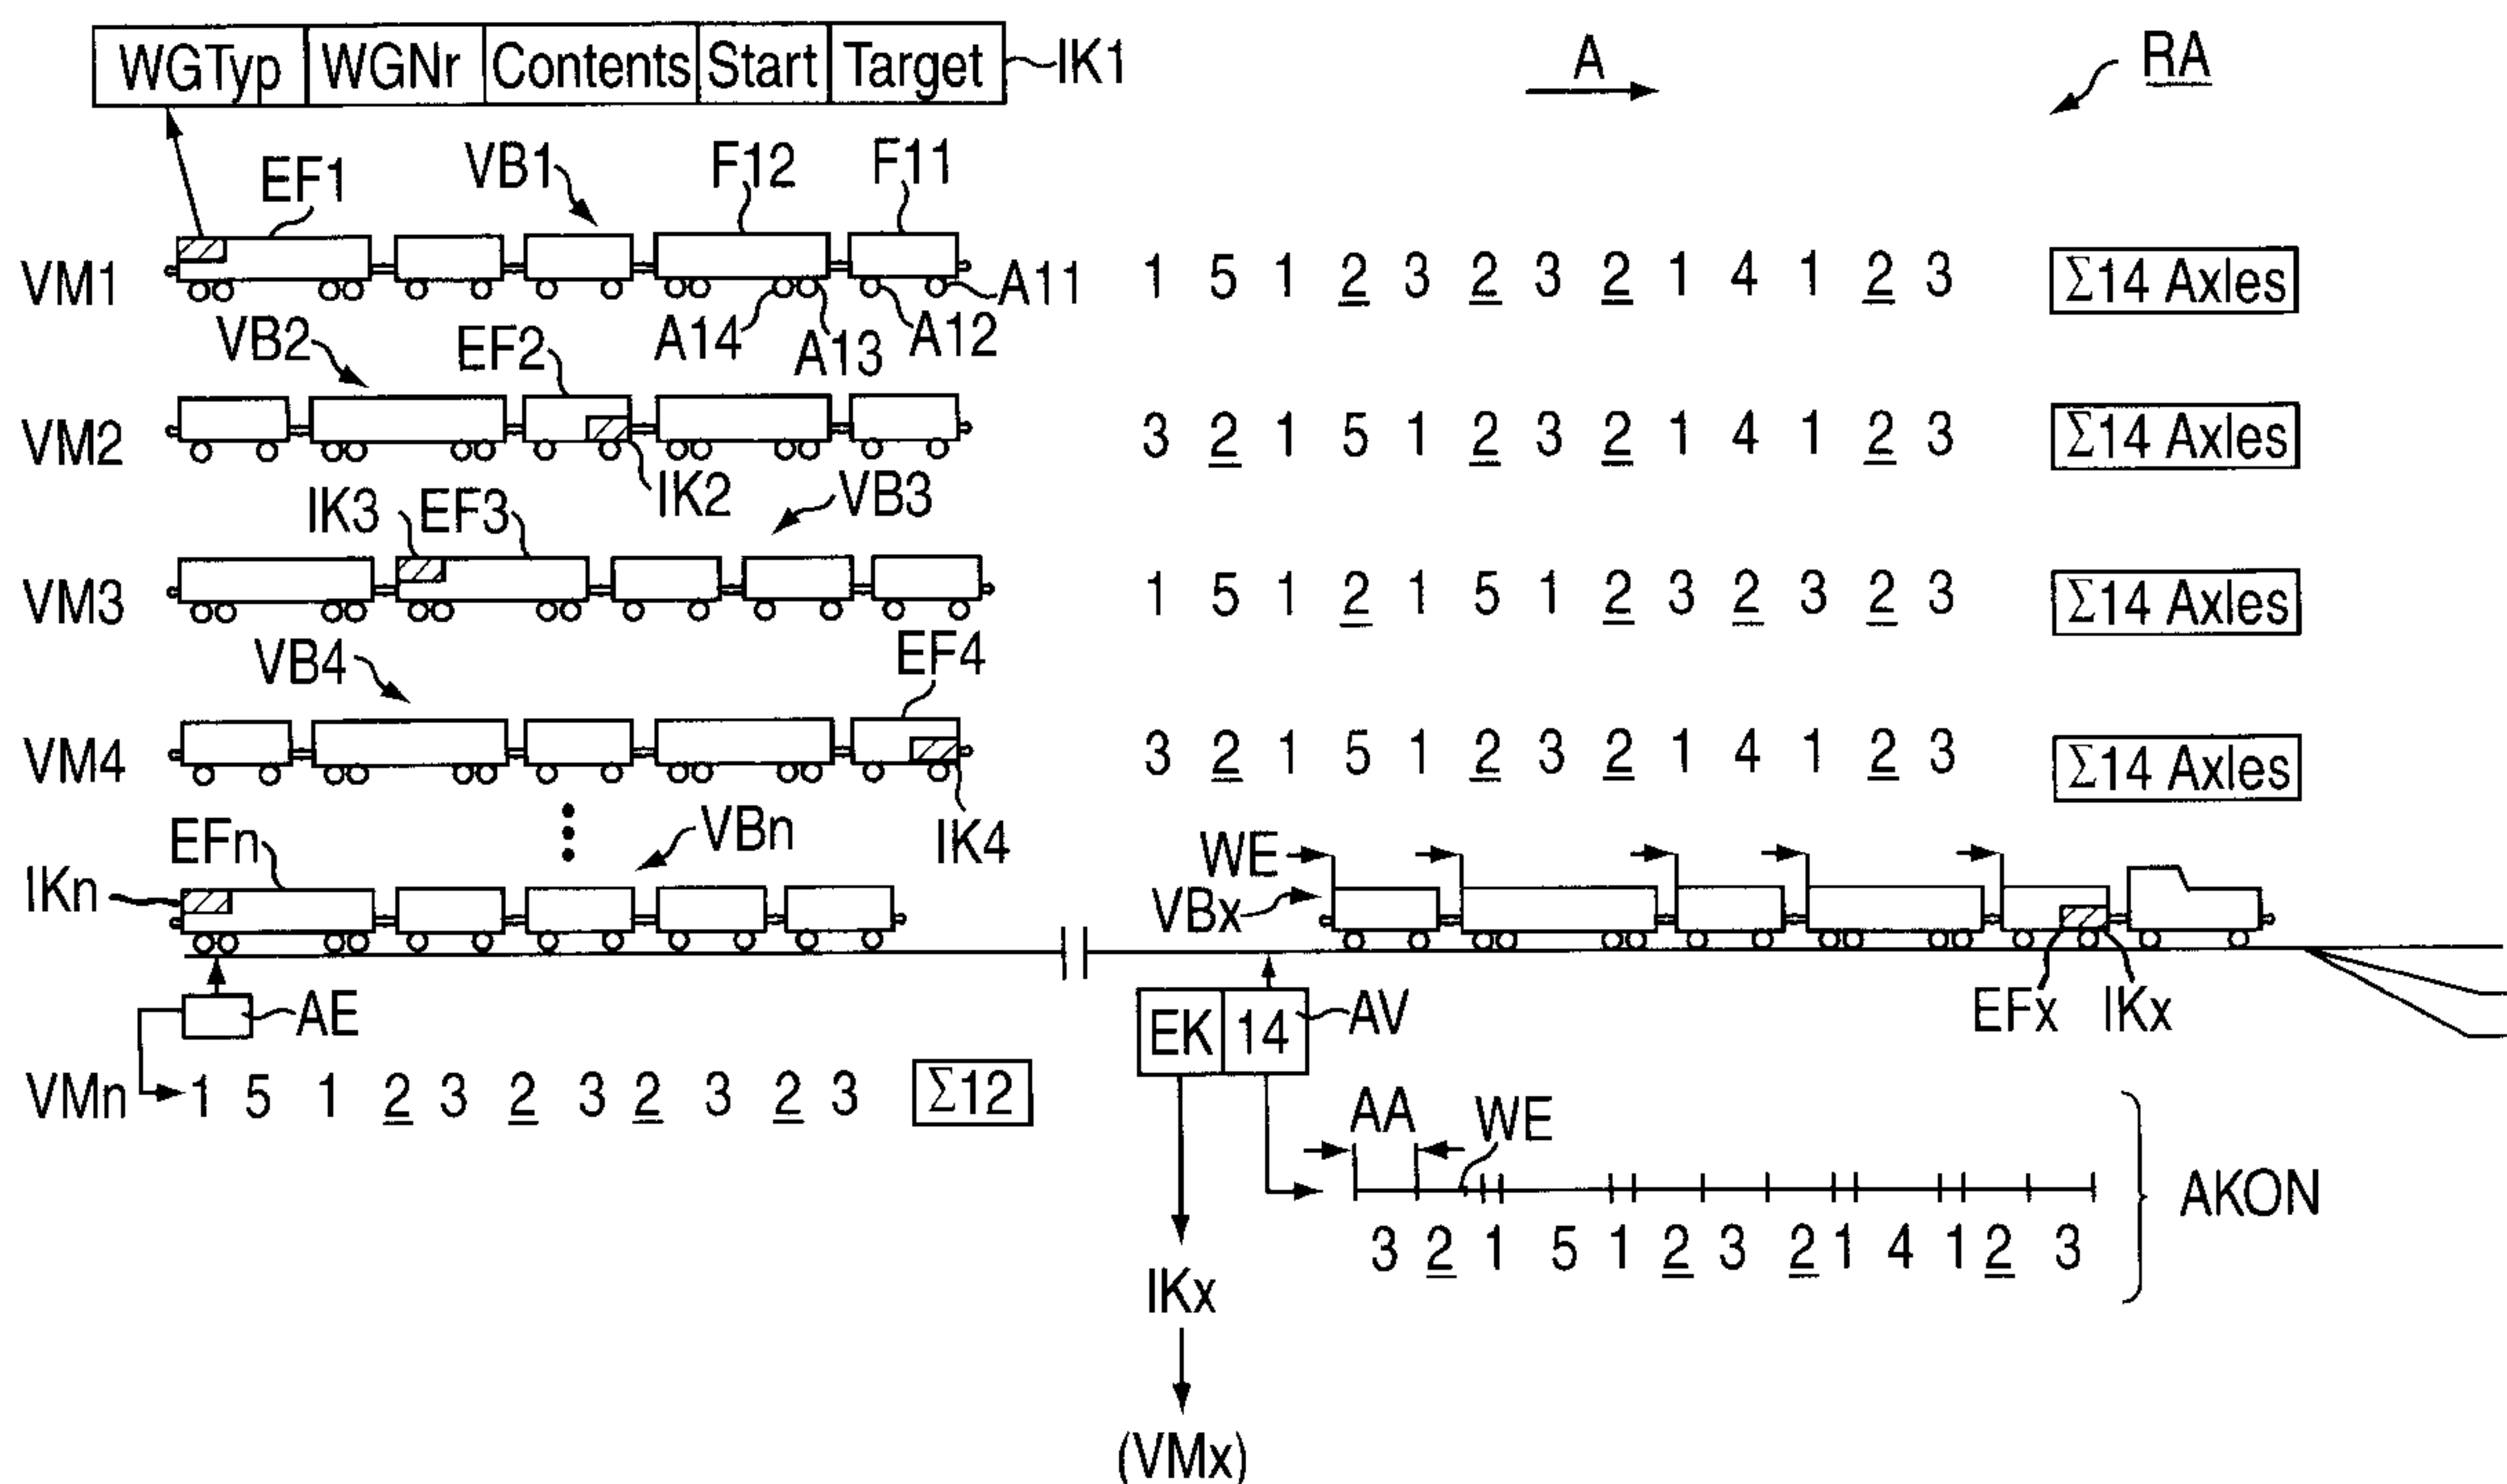 WGTyp WGNr Contents Start Target IK1 A RA
EF1 VB1 F12 F11
VM1 A11 1 5 1 2 3 2 3 2 1 4 1 2 3 Σ14 Axles
VB2 EF2 A14 A13 A12
VM2 3 2 1 5 1 2 3 2 1 4 1 2 3 Σ14 Axles
IK3 EF3 IK2 VB3
VM3 1 5 1 2 1 5 1 2 3 2 3 2 3 Σ14 Axles
VB4 EF4
VM4 3 2 1 5 1 2 3 2 1 4 1 2 3 Σ14 Axles
EFn VBn IK4 WE
IKn VBx
AE EK 14 AV EFx IKx
VMn 1 5 1 2 3 2 3 2 3 2 3 Σ12
AA WE
AKON
3 2 1 5 1 2 3 2 1 4 1 2 3
IKx
(VMx)